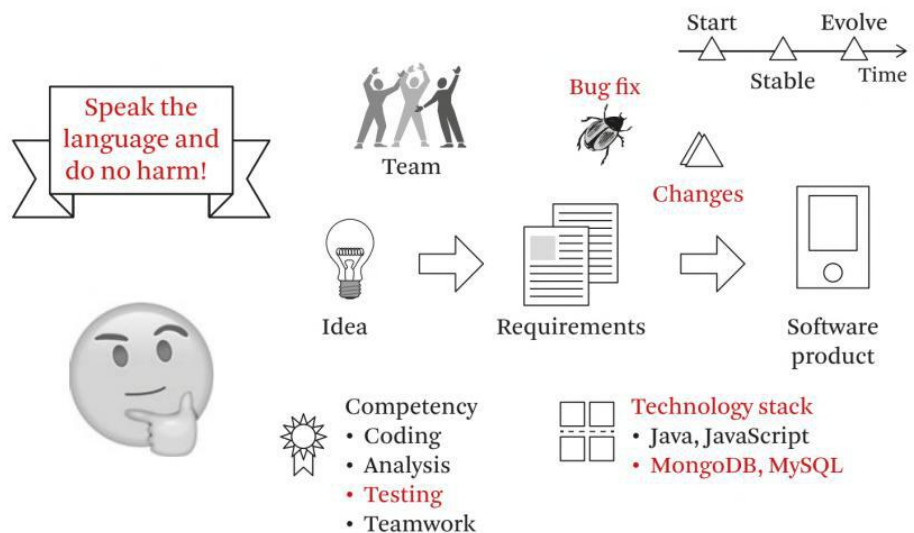 Start
Evolve
Stable
Time
Speak the
language and
do no harm!
Team
Bug fix
Changes
Idea
Requirements
Software
product
Competency
• Coding
• Analysis
• Testing
• Teamwork
Technology stack
• Java, JavaScript
• MongoDB, MySQL